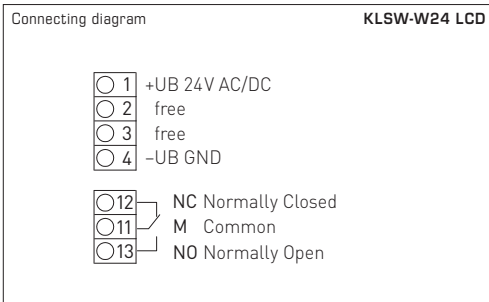 Connecting diagram KLSW-W24 LCD
1 +UB 24V AC/DC
2 free
3 free
4 –UB GND
12 NC Normally Closed
11 M Common
13 NO Normally Open